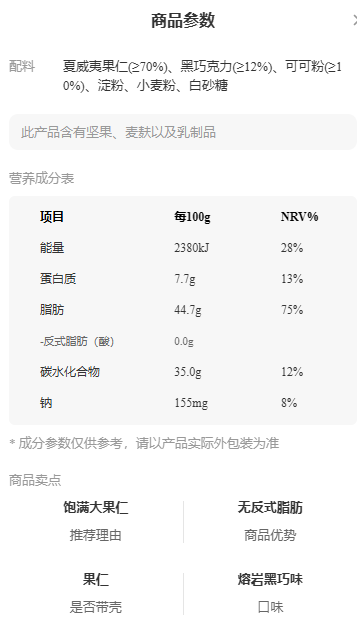 商品参数
配料 夏威夷果仁(≥70%)、黑巧克力(≥12%)、可可粉(≥1
0%)、淀粉、小麦粉、白砂糖
此产品含有坚果、麦麸以及乳制品
营养成分表
项目 每100g NRV%
能量 2380kJ 28%
蛋白质 7.7g 13%
脂肪 44.7g 75%
-反式脂肪（酸） 0.0g
碳水化合物 35.0g 12%
钠 155mg 8%
* 成分参数仅供参考，请以产品实际外包装为准
商品卖点
饱满大果仁 无反式脂肪
推荐理由 商品优势
果仁 熔岩黑巧味
是否带壳 口味